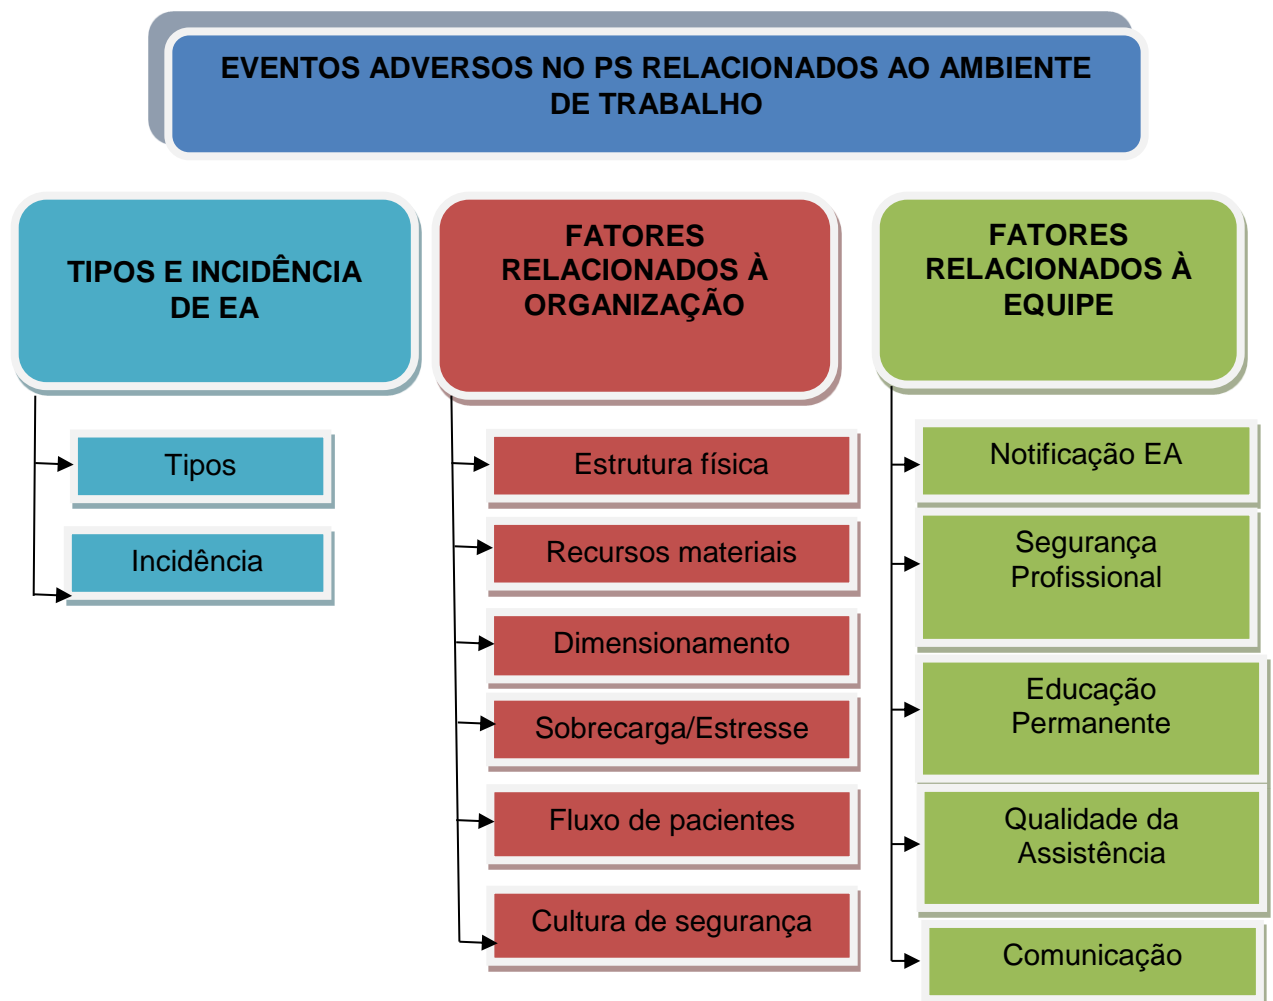 EVENTOS ADVERSOS NO PS RELACIONADOS AO AMBIENTE
DE TRABALHO
TIPOS E INCIDÊNCIA
DE EA
Tipos
Incidência
FATORES
RELACIONADOS À
ORGANIZAÇÃO
Estrutura física
Recursos materiais
Dimensionamento
Sobrecarga/Estresse
Fluxo de pacientes
Cultura de segurança
FATORES
RELACIONADOS À
EQUIPE
Notificação EA
Segurança
Profissional
Educação
Permanente
Qualidade da
Assistência
Comunicação